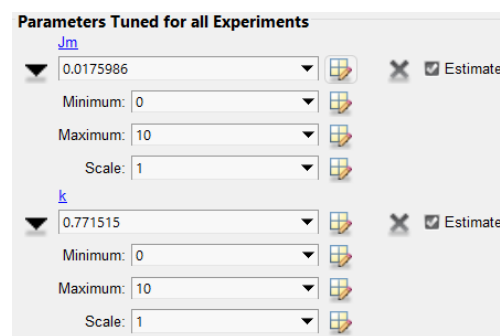 Parameters Tuned for all Experiments
Jm
0.0175986 Estimate
Minimum: 0
Maximum: 10
Scale: 1
k
0.771515 Estimate
Minimum: 0
Maximum: 10
Scale: 1